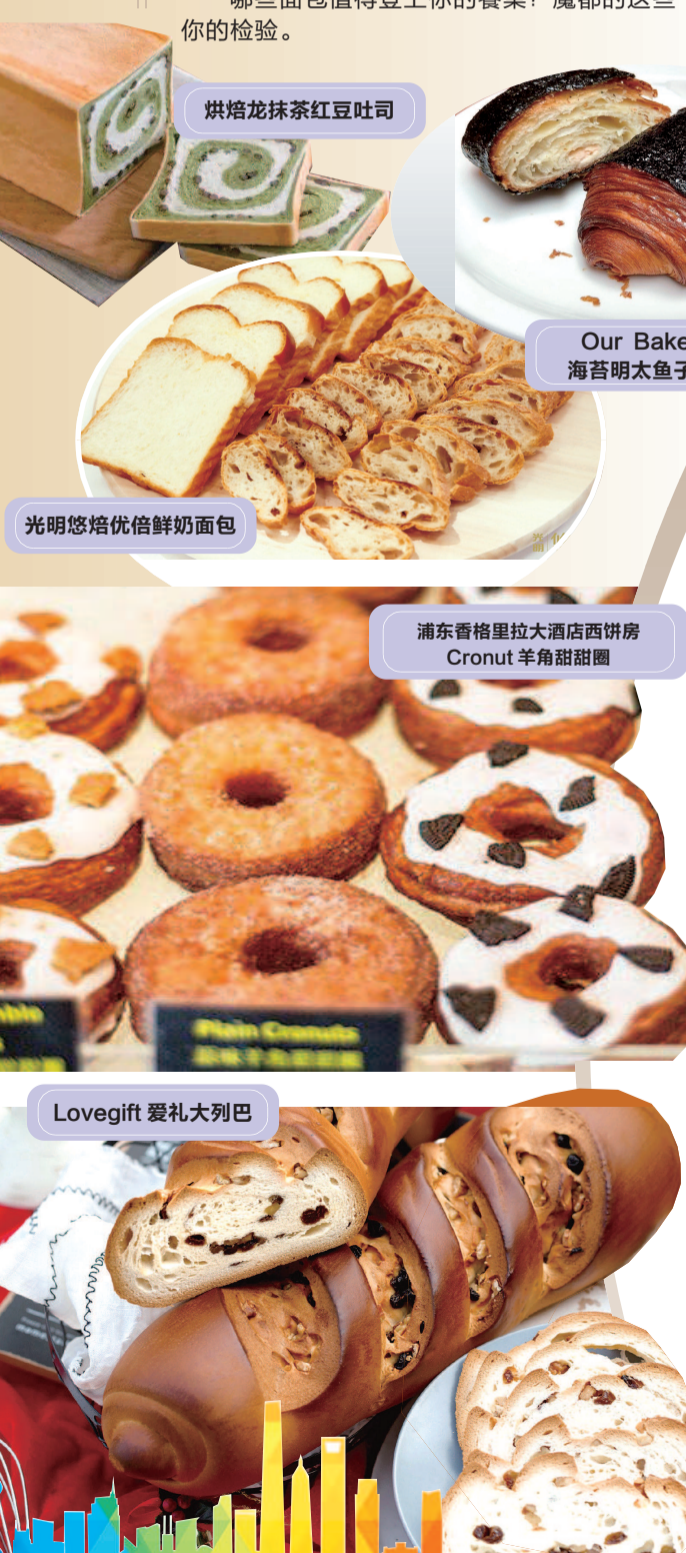 哪些面包值得登上你的餐桌？魔都的这些
你的检验。
烘焙龙抹茶红豆吐司
Our Bake
海苔明太鱼子
光明悠焙优倍鲜奶面包
浦东香格里拉大酒店西饼房
Cronut 羊角甜甜圈
Plain Cronuts
Lovegift 爱礼大列巴